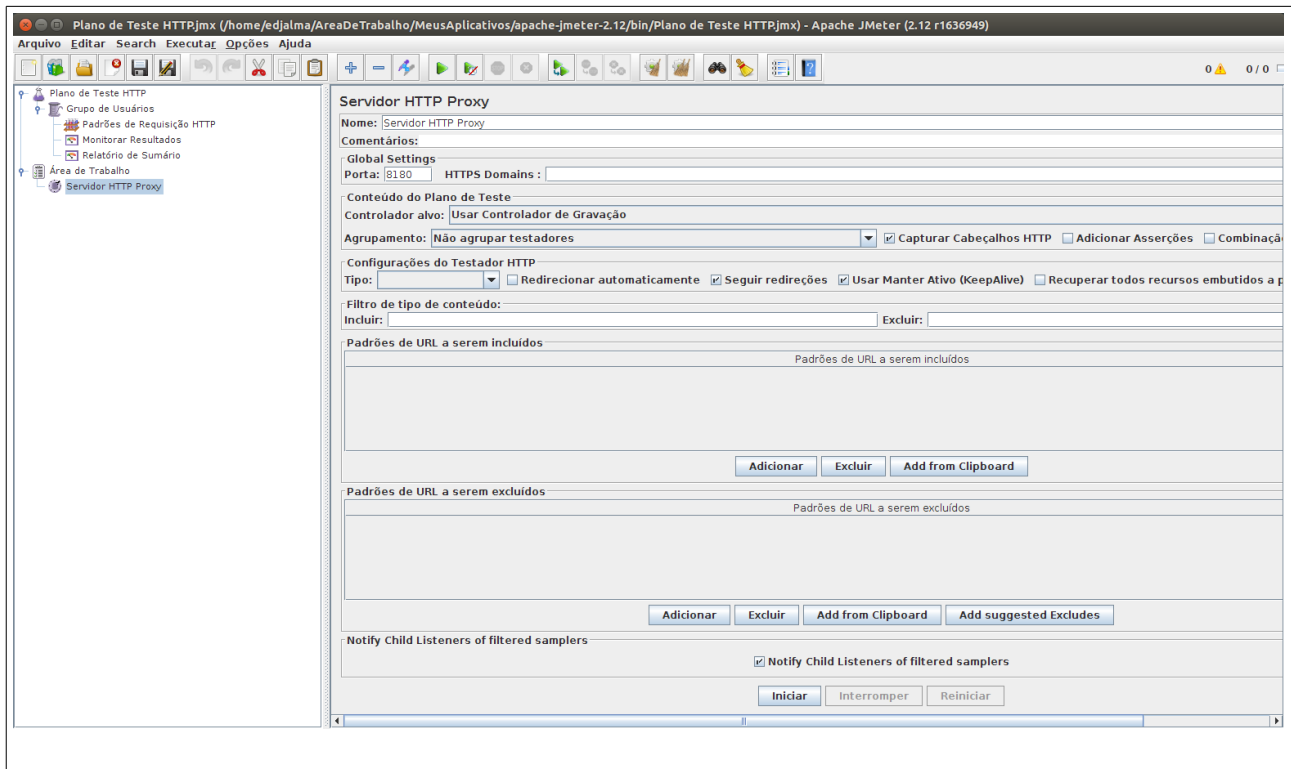 Plano de Teste HTTP.jmx (/home/edjalma/AreaDeTrabalho/MeusAplicativos/apache-jmeter-2.12/bin/Plano de Teste HTTP.jmx) - Apache JMeter (2.12 r1636949)
Arquivo Editar Search Executar Opções Ajuda
0 0 / 0
Plano de Teste HTTP
Grupo de Usuários
Padrões de Requisição HTTP
Monitorar Resultados
Relatório de Sumário
Área de Trabalho
Servidor HTTP Proxy
Servidor HTTP Proxy
Nome: Servidor HTTP Proxy
Comentários:
Global Settings
Porta: 8180 HTTPS Domains :
Conteúdo do Plano de Teste
Controlador alvo: Usar Controlador de Gravação
Agrupamento: Não agrupar testadores Capturar Cabeçalhos HTTP Adicionar Asserções Combinaçã
Configurações do Testador HTTP
Tipo: Redirecionar automaticamente Seguir redireções Usar Manter Ativo (KeepAlive) Recuperar todos recursos embutidos a p
Filtro de tipo de conteúdo:
Incluir: Excluir:
Padrões de URL a serem incluídos
Padrões de URL a serem incluídos
Adicionar Excluir Add from Clipboard
Padrões de URL a serem excluídos
Padrões de URL a serem excluídos
Adicionar Excluir Add from Clipboard Add suggested Excludes
Notify Child Listeners of filtered samplers
Notify Child Listeners of filtered samplers
Iniciar Interromper Reiniciar